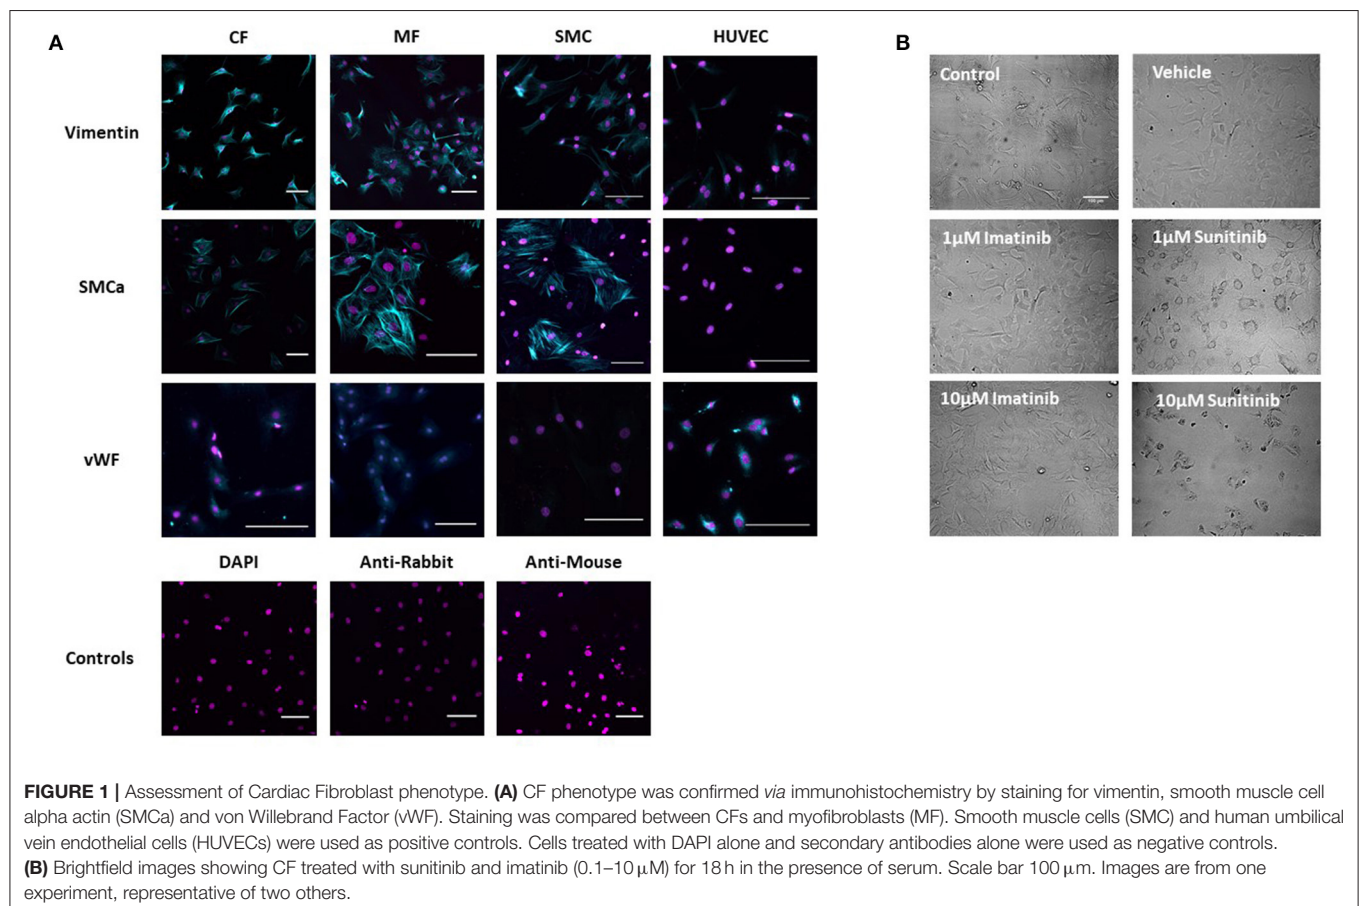 A
CF MF SMC HUVEC
Vimentin
SMCa
vWF
DAPI Anti-Rabbit Anti-Mouse
Controls
B
Control Vehicle
100 μm
1μM Imatinib 1μM Sunitinib
10μM Imatinib 10μM Sunitinib
FIGURE 1 | Assessment of Cardiac Fibroblast phenotype. (A) CF phenotype was confirmed via immunohistochemistry by staining for vimentin, smooth muscle cell
alpha actin (SMCa) and von Willebrand Factor (vWF). Staining was compared between CFs and myofibroblasts (MF). Smooth muscle cells (SMC) and human umbilical
vein endothelial cells (HUVECs) were used as positive controls. Cells treated with DAPI alone and secondary antibodies alone were used as negative controls.
(B) Brightfield images showing CF treated with sunitinib and imatinib (0.1–10 μM) for 18 h in the presence of serum. Scale bar 100 μm. Images are from one
experiment, representative of two others.